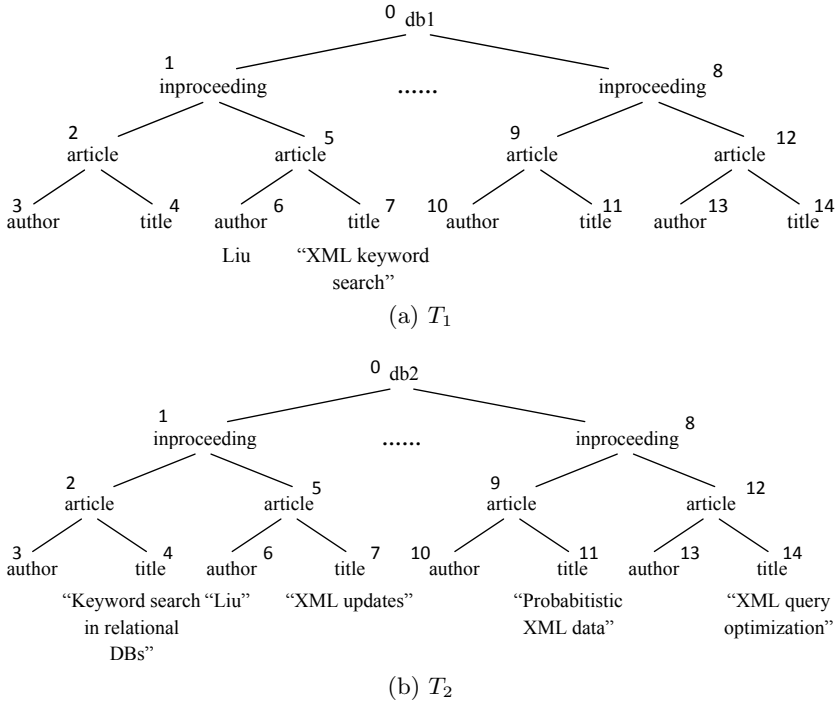 0 db1
1 8
inproceeding ...... inproceeding
2 5 9 12
article article article article
3 4 6 7 10 11 13 14
author title author title author title author title
Liu “XML keyword
search”
(a) T1
0 db2
1 8
inproceeding ...... inproceeding
2 5 9 12
article article article article
3 4 6 7 10 11 13 14
author title author title author title author title
“Keyword search “Liu” “XML updates” “Probabitistic “XML query
in relational XML data” optimization”
DBs”
(b) T2